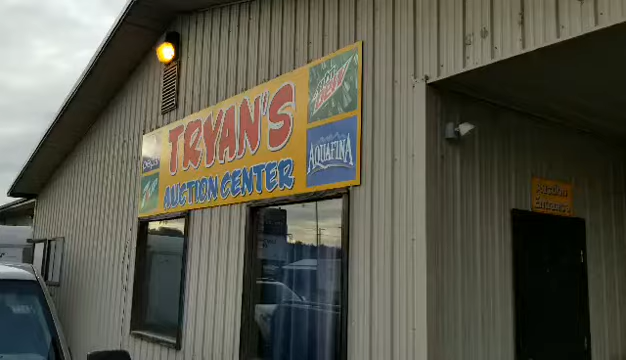 TRYAN'S
AUCTION CENTER
Mtn Dew
AQUAFINA
Auction
Entrance